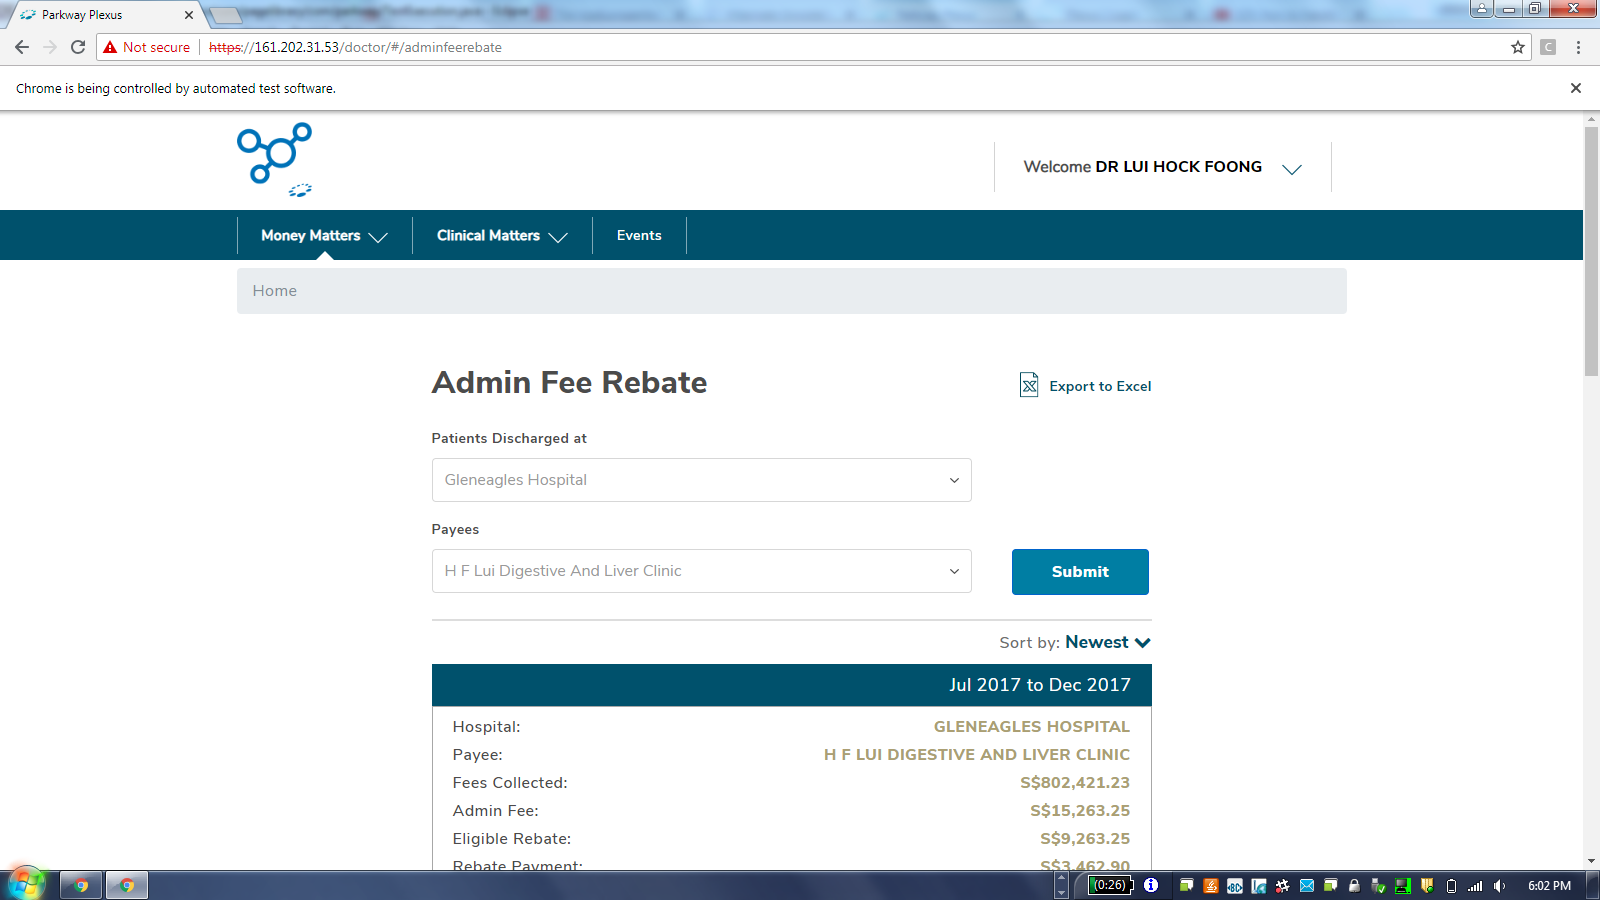 Parkway Plexus
Not secure https://161.202.31.53/doctor/#/adminfeerebate
Chrome is being controlled by automated test software.
Welcome DR LUI HOCK FOONG
Money Matters Clinical Matters Events
Home
Admin Fee Rebate
Export to Excel
Patients Discharged at
Gleneagles Hospital
Payees
H F Lui Digestive And Liver Clinic
Submit
Sort by: Newest
Jul 2017 to Dec 2017
Hospital: GLENEAGLES HOSPITAL
Payee: H F LUI DIGESTIVE AND LIVER CLINIC
Fees Collected: S$802,421.23
Admin Fee: S$15,263.25
Eligible Rebate: S$9,263.25
Rebate Payment: S$3,462.90
(0:26)
6:02 PM